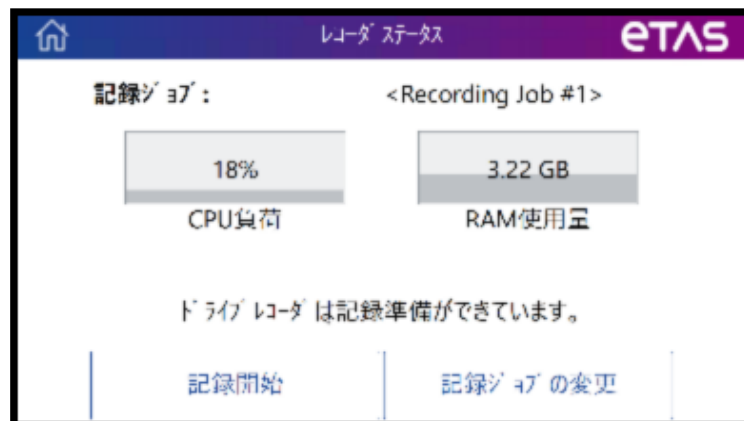 レコーダステータス
ETAS
記録ジョブ: <Recording Job #1>
18% 3.22 GB
CPU負荷 RAM使用量
ドライブレコーダは記録準備ができています。
記録開始 記録ジョブの変更